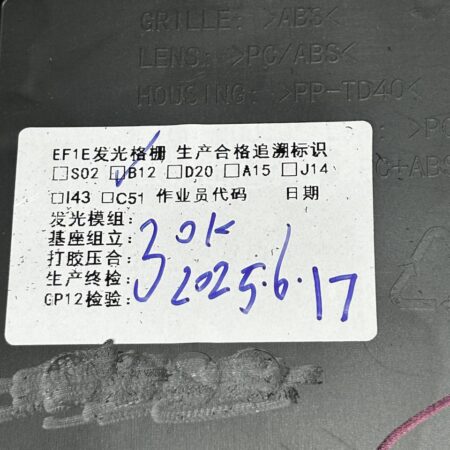 GRILLE: >ABS<
LENS: >PC/ABS<
HOUSING: >PP-TD40<
>PC
C+ABS
EF1E发光格栅 生产合格追溯标识
□S02 □B12 □D20 □A15 □J14
□I43 □C51 作业员代码 日期
发光模组:
基座组立:
打胶压合:
生产终检:
GP12检验:
3 OK
2025.6.17